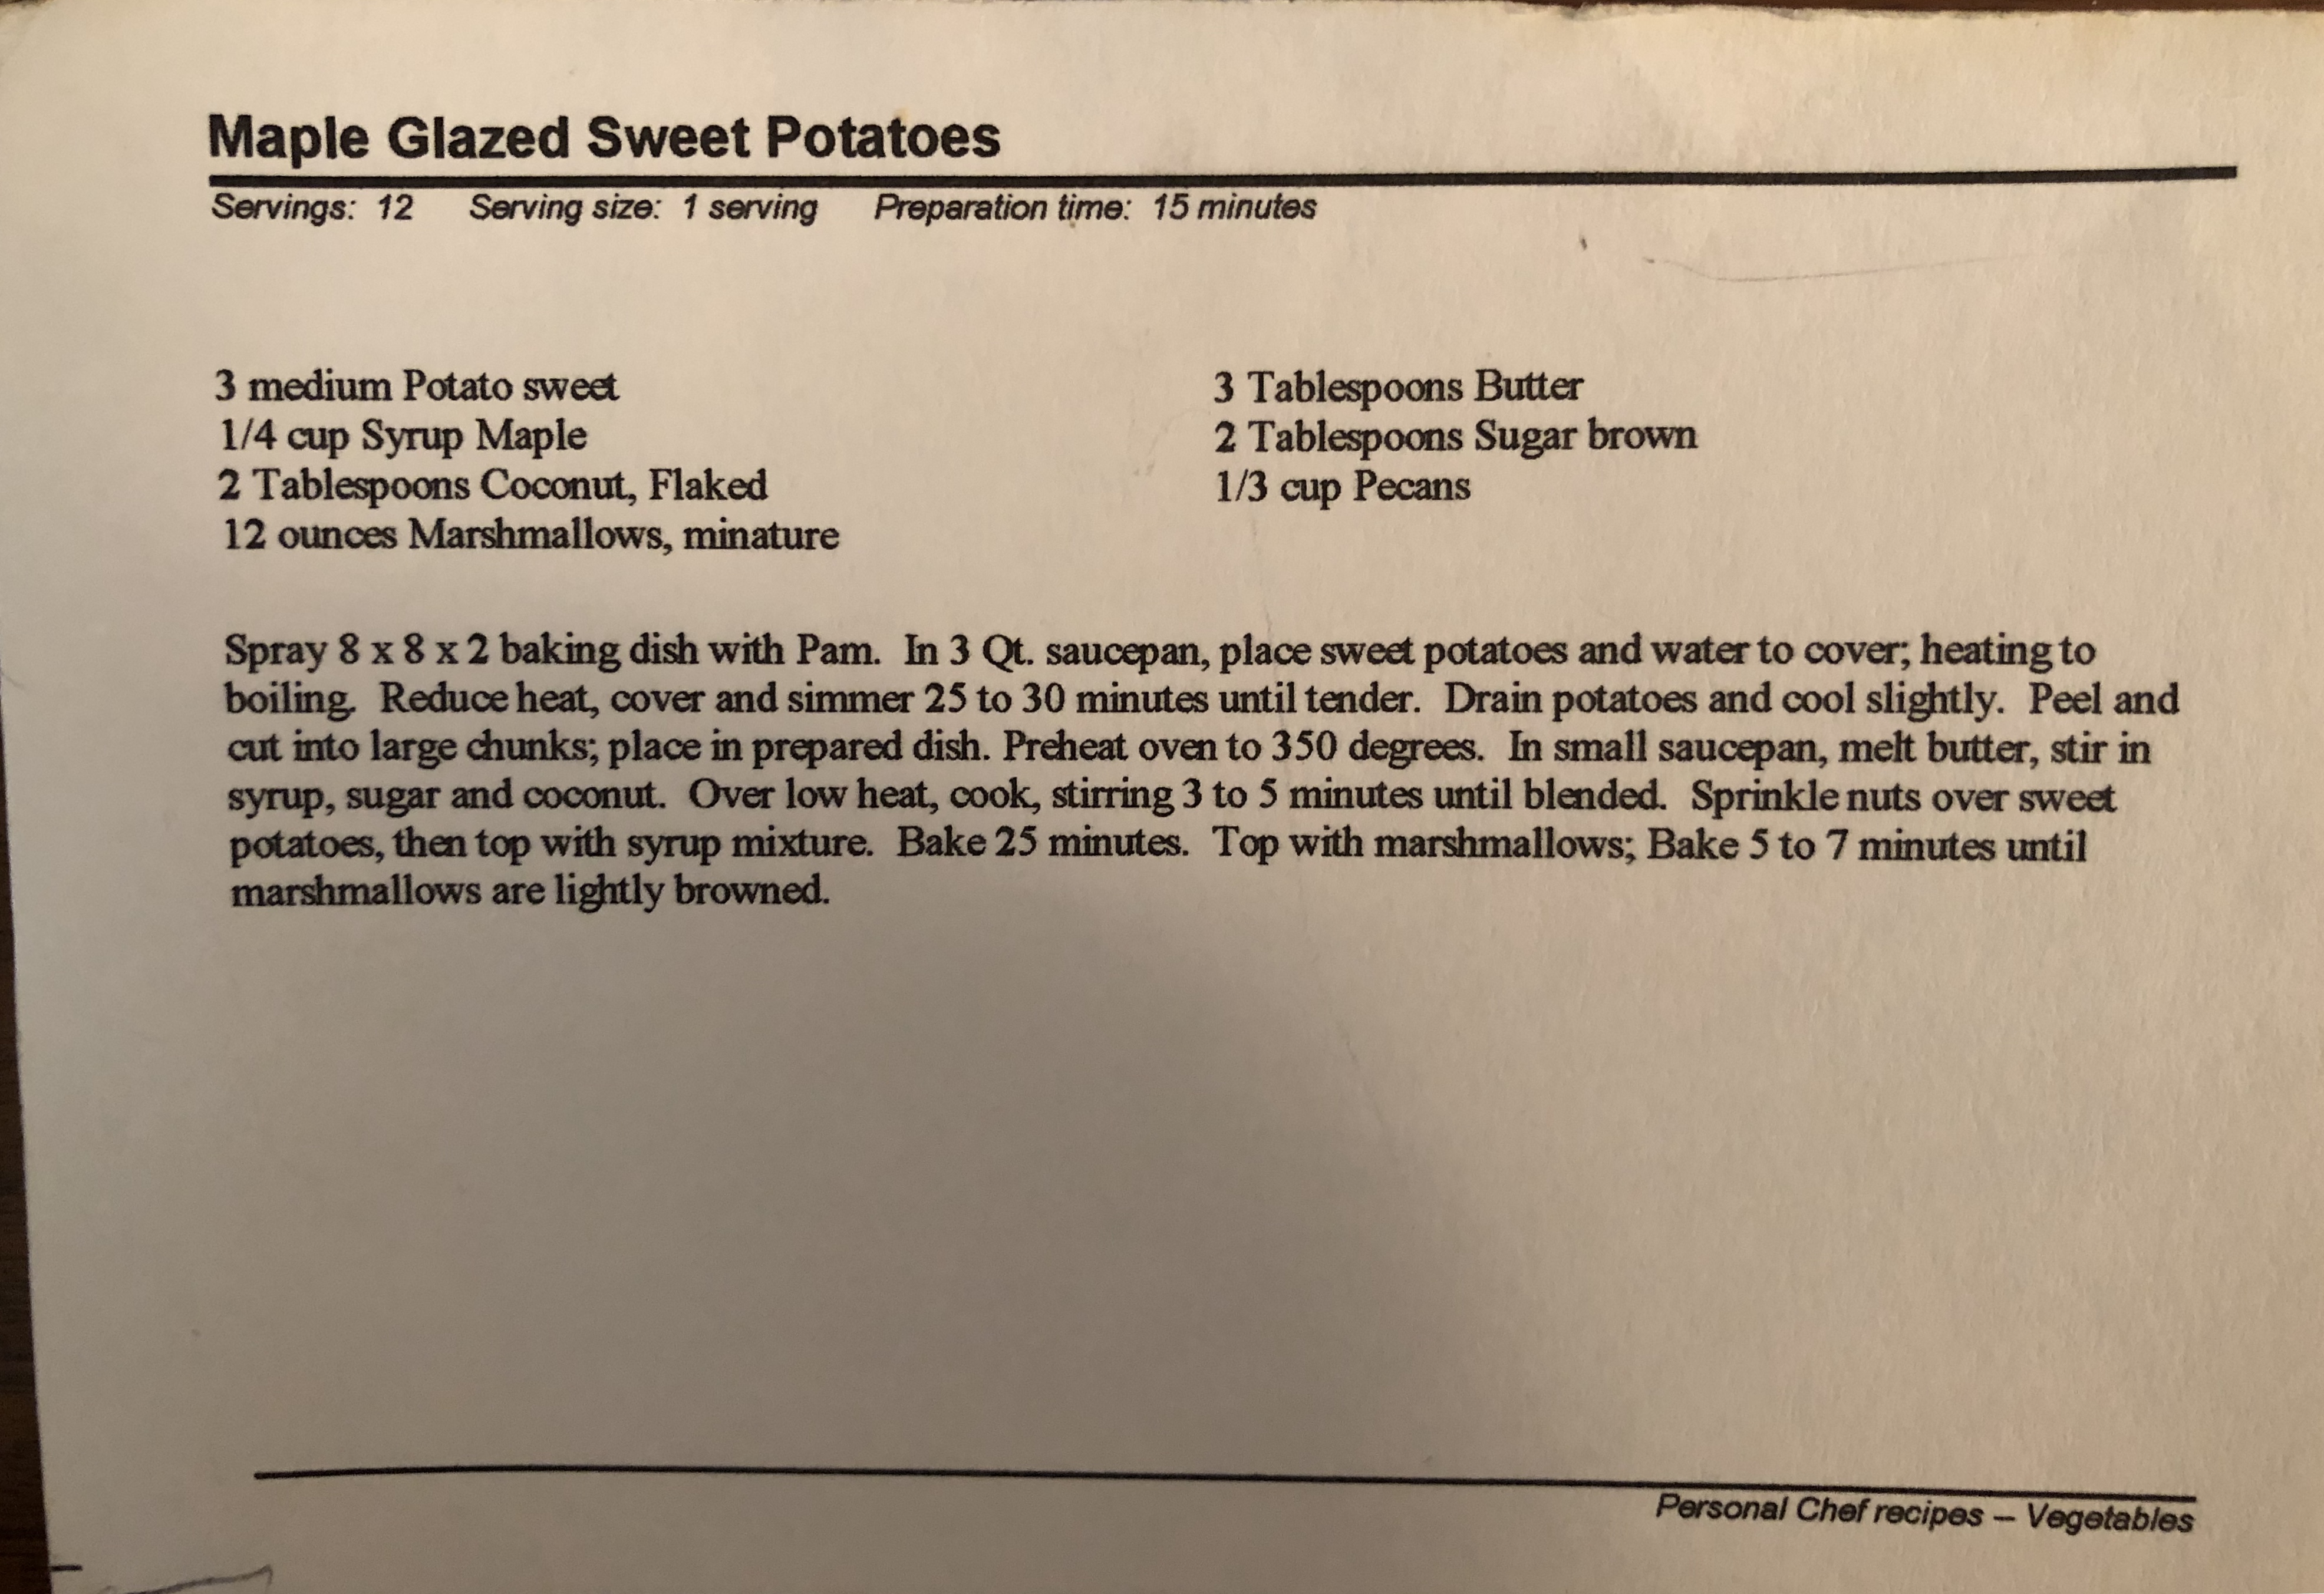 Maple Glazed Sweet Potatoes
Servings: 12 Serving size: 1 serving Preparation time: 15 minutes
3 medium Potato sweet
1/4 cup Syrup Maple
2 Tablespoons Coconut, Flaked
12 ounces Marshmallows, minature
3 Tablespoons Butter
2 Tablespoons Sugar brown
1/3 cup Pecans
Spray 8 x 8 x 2 baking dish with Pam. In 3 Qt. saucepan, place sweet potatoes and water to cover; heating to
boiling. Reduce heat, cover and simmer 25 to 30 minutes until tender. Drain potatoes and cool slightly. Peel and
cut into large chunks; place in prepared dish. Preheat oven to 350 degrees. In small saucepan, melt butter, stir in
syrup, sugar and coconut. Over low heat, cook, stirring 3 to 5 minutes until blended. Sprinkle nuts over sweet
potatoes, then top with syrup mixture. Bake 25 minutes. Top with marshmallows; Bake 5 to 7 minutes until
marshmallows are lightly browned.
Personal Chef recipes – Vegetables